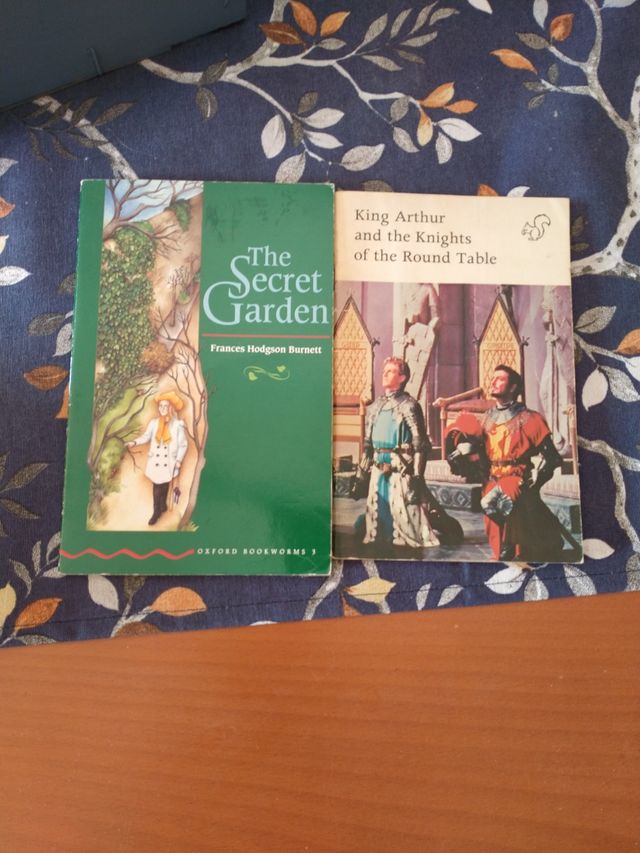 The
Secret
Garden
Frances Hodgson Burnett
OXFORD BOOKWORMS 3
King Arthur
and the Knights
of the Round Table